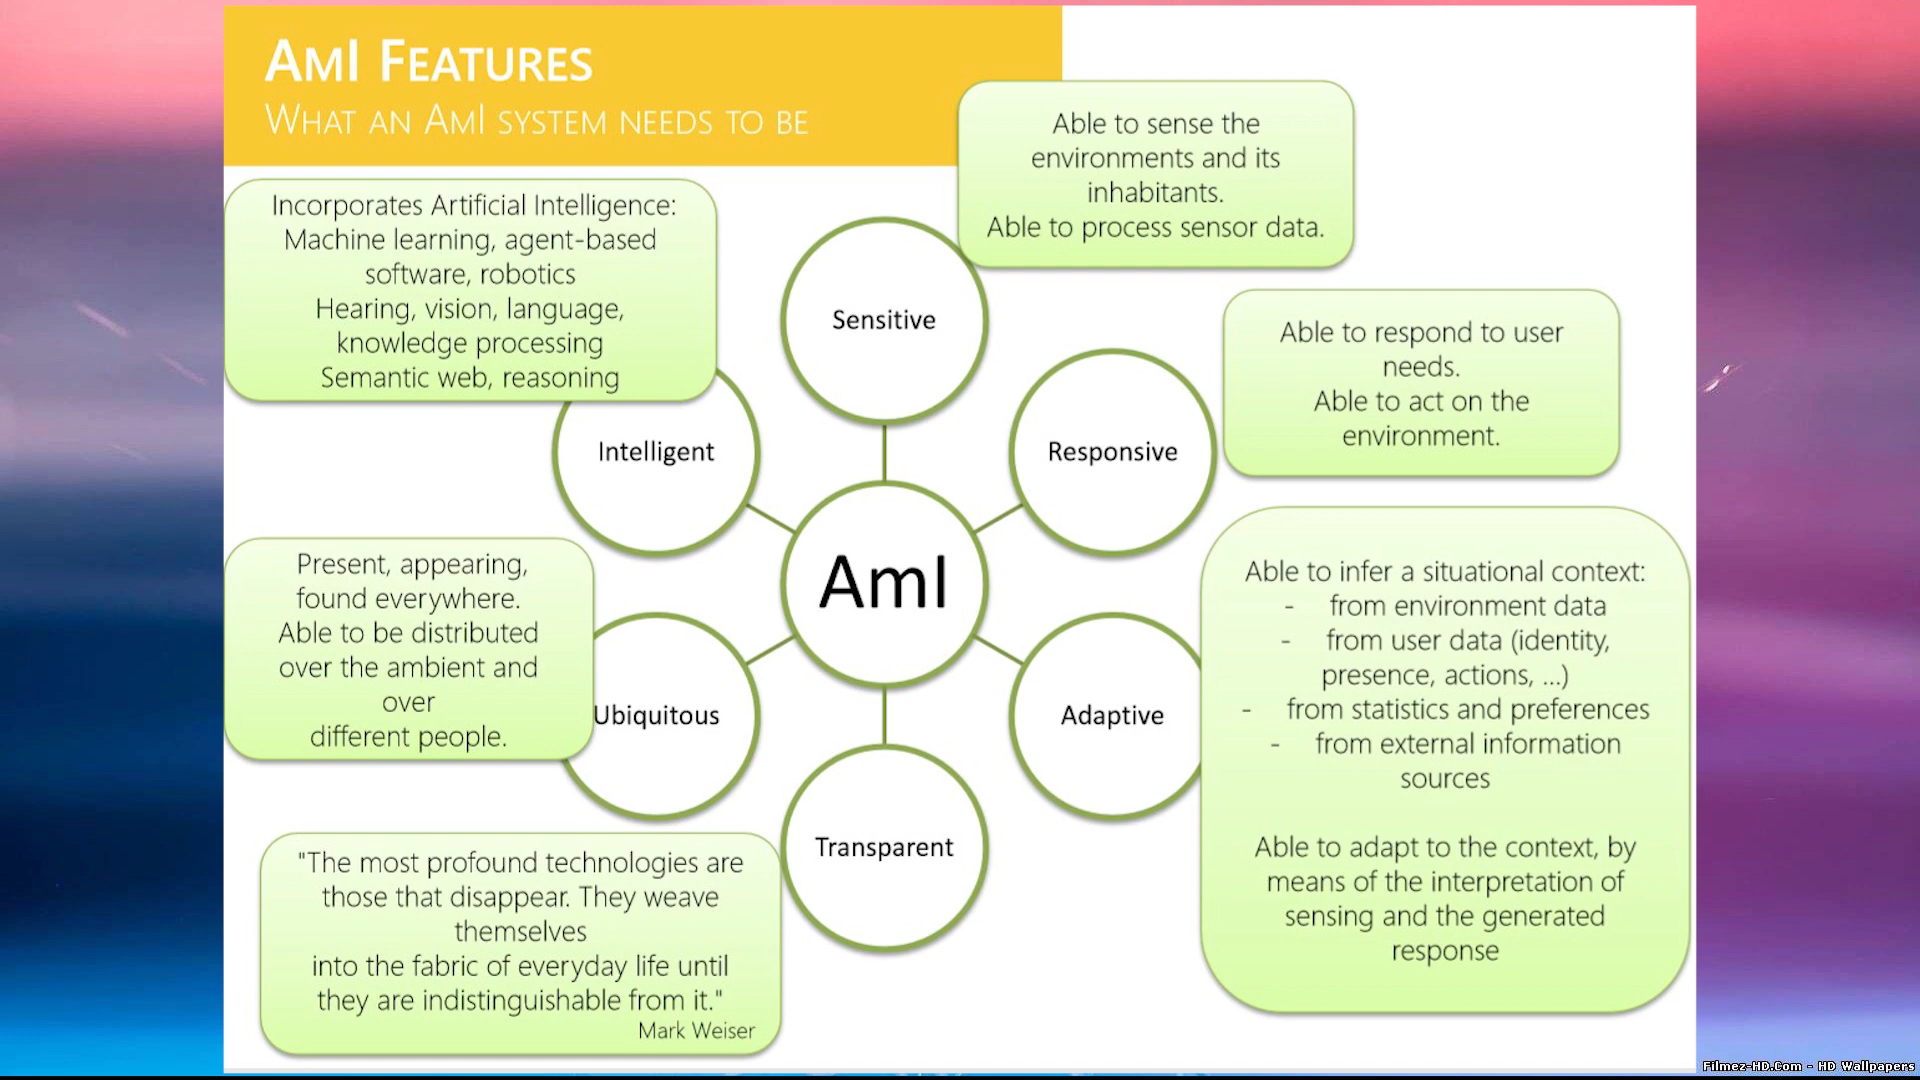 AmI Features
What an AmI system needs to be
Able to sense the
environments and its
inhabitants.
Able to process sensor data.
Incorporates Artificial Intelligence:
Machine learning, agent-based
software, robotics
Hearing, vision, language,
knowledge processing
Semantic web, reasoning
Sensitive
Able to respond to user
needs.
Able to act on the
environment.
Intelligent
Responsive
AmI
Present, appearing,
found everywhere.
Able to be distributed
over the ambient and
over
different people.
Ubiquitous
Adaptive
Able to infer a situational context:
- from environment data
- from user data (identity,
presence, actions, ...)
- from statistics and preferences
- from external information
sources
Able to adapt to the context, by
means of the interpretation of
sensing and the generated
response
Transparent
"The most profound technologies are
those that disappear. They weave
themselves
into the fabric of everyday life until
they are indistinguishable from it."
Mark Weiser
Filmez-HD.Com - HD Wallpapers